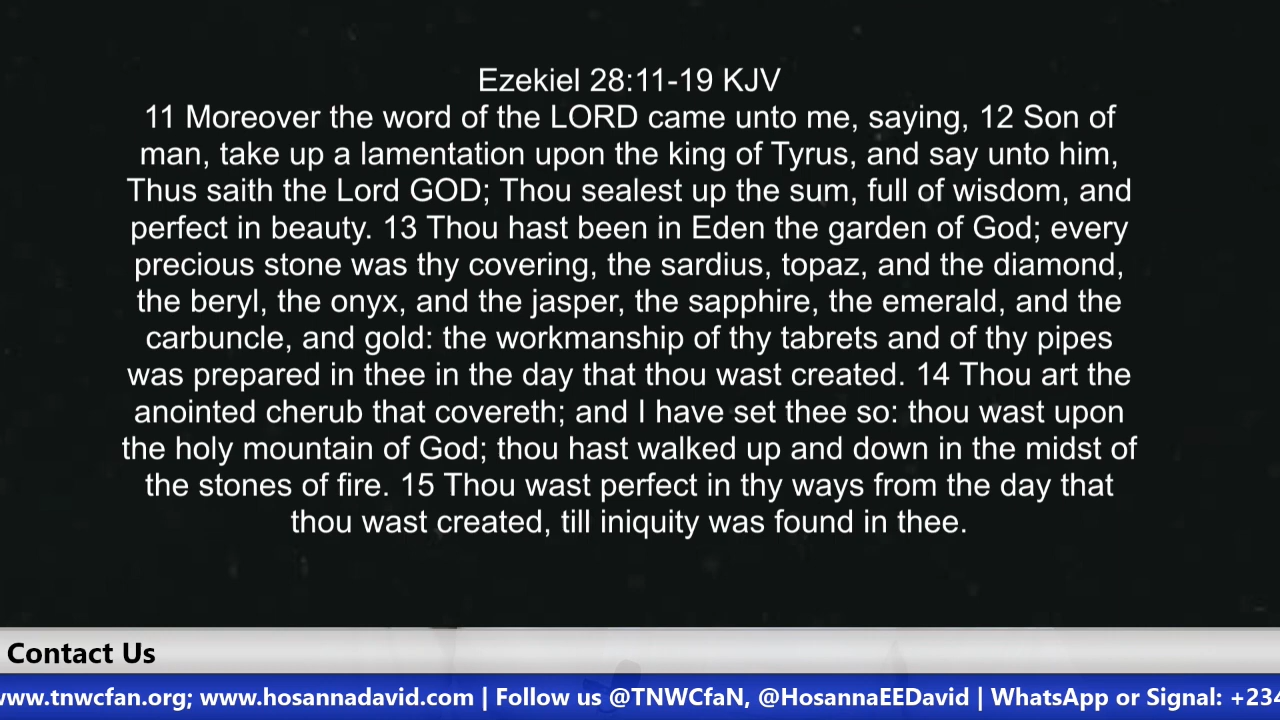 Ezekiel 28:11-19 KJV
11 Moreover the word of the LORD came unto me, saying, 12 Son of
man, take up a lamentation upon the king of Tyrus, and say unto him,
Thus saith the Lord GOD; Thou sealest up the sum, full of wisdom, and
perfect in beauty. 13 Thou hast been in Eden the garden of God; every
precious stone was thy covering, the sardius, topaz, and the diamond,
the beryl, the onyx, and the jasper, the sapphire, the emerald, and the
carbuncle, and gold: the workmanship of thy tabrets and of thy pipes
was prepared in thee in the day that thou wast created. 14 Thou art the
anointed cherub that covereth; and I have set thee so: thou wast upon
the holy mountain of God; thou hast walked up and down in the midst of
the stones of fire. 15 Thou wast perfect in thy ways from the day that
thou wast created, till iniquity was found in thee.
Contact Us
www.tnwcfan.org; www.hosannadavid.com | Follow us @TNWCfaN, @HosannaEEDavid | WhatsApp or Signal: +234